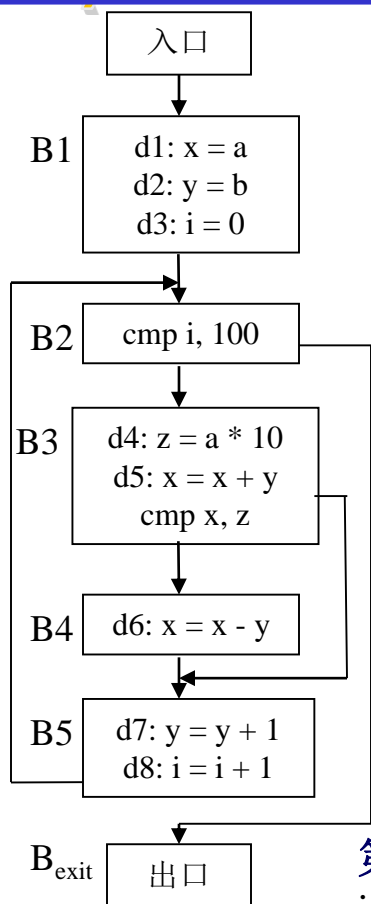 入口
B1
d1: x = a
d2: y = b
d3: i = 0
B2
cmp i, 100
B3
d4: z = a * 10
d5: x = x + y
cmp x, z
B4
d6: x = x - y
B5
d7: y = y + 1
d8: i = i + 1
Bexit
出口
第